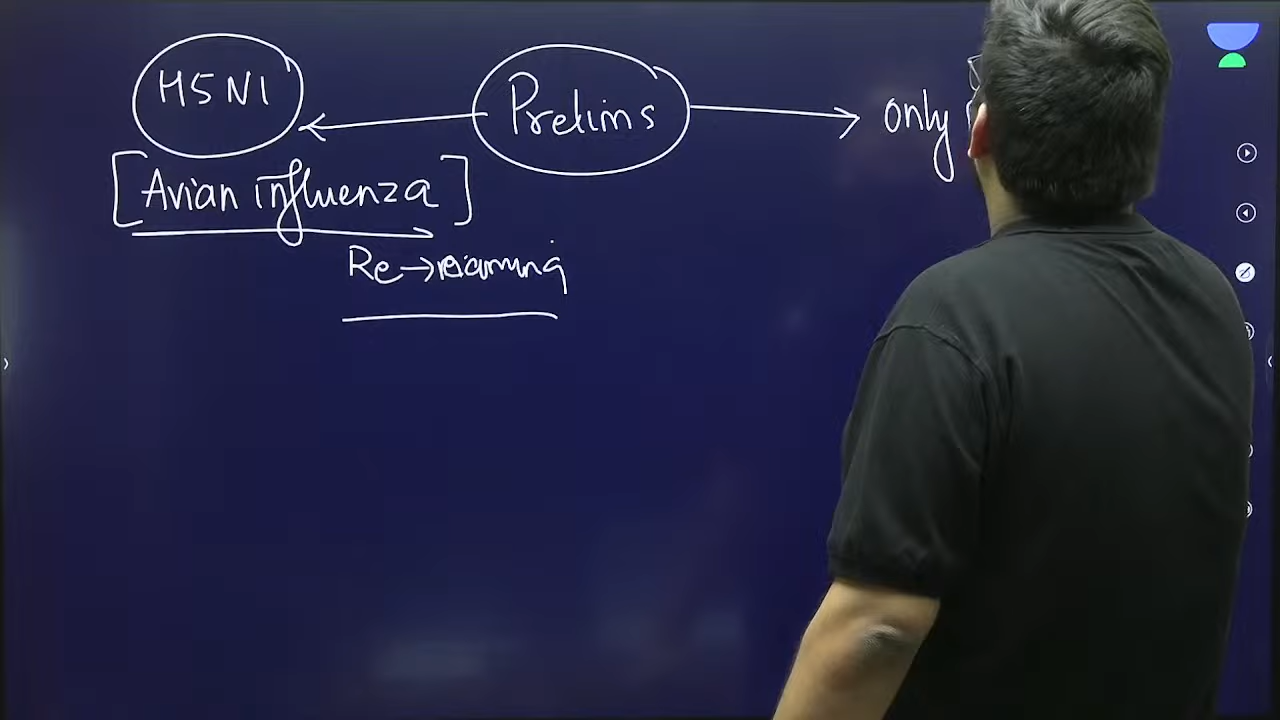 H5N1
Prelims
only
[Avian influenza]
Re→